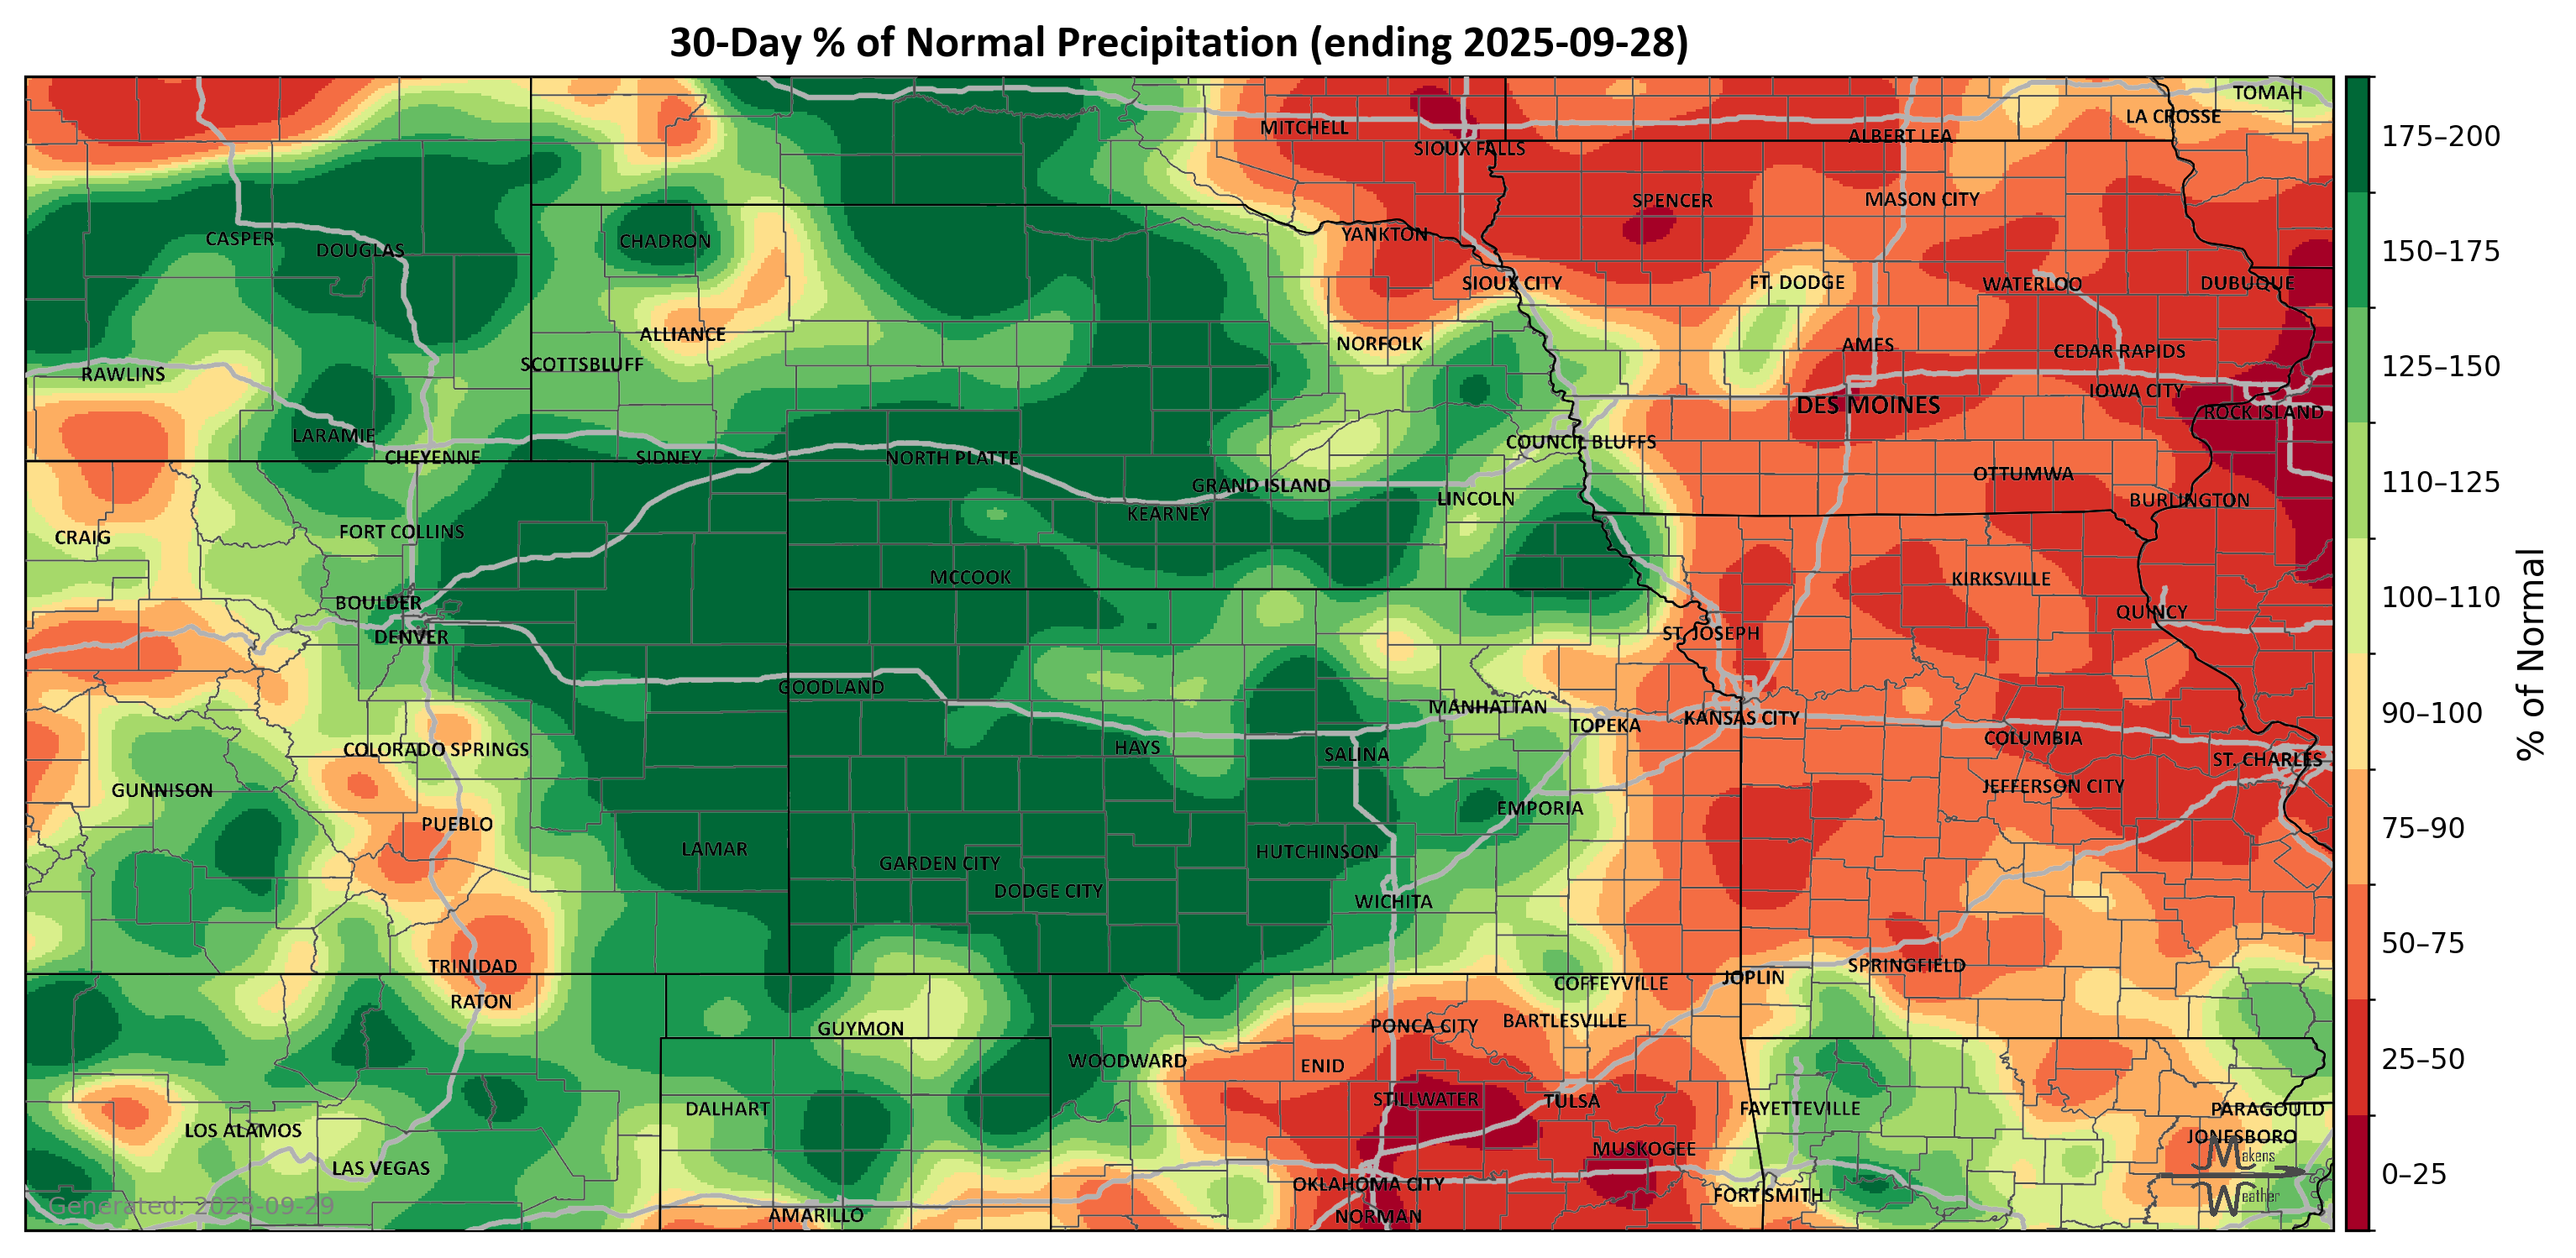 30-Day % of Normal Precipitation (ending 2025-09-28)
TOMAH
LA CROSSE
MITCHELL
ALBERT LEA
SIOUX FALLS
SPENCER
MASON CITY
CASPER
DOUGLAS
CHADRON
YANKTON
SIOUX CITY
FT. DODGE
WATERLOO
DUBUQUE
ALLIANCE
NORFOLK
AMES
CEDAR RAPIDS
SCOTTSBLUFF
RAWLINS
IOWA CITY
DES MOINES
ROCK ISLAND
LARAMIE
COUNCIL BLUFFS
CHEYENNE
SIDNEY
NORTH PLATTE
OTTUMWA
GRAND ISLAND
LINCOLN
BURLINGTON
KEARNEY
CRAIG
FORT COLLINS
MCCOOK
KIRKSVILLE
BOULDER
QUINCY
DENVER
ST. JOSEPH
GOODLAND
MANHATTAN
TOPEKA
KANSAS CITY
COLORADO SPRINGS
HAYS
SALINA
COLUMBIA
ST. CHARLES
GUNNISON
JEFFERSON CITY
EMPORIA
PUEBLO
LAMAR
GARDEN CITY
HUTCHINSON
DODGE CITY
WICHITA
TRINIDAD
SPRINGFIELD
JOPLIN
COFFEYVILLE
RATON
GUYMON
PONCA CITY
BARTLESVILLE
WOODWARD
ENID
STILLWATER
TULSA
DALHART
FAYETTEVILLE
PARAGOULD
LOS ALAMOS
JONESBORO
MUSKOGEE
LAS VEGAS
OKLAHOMA CITY
FORT SMITH
AMARILLO
NORMAN
Makens
Weather
Generated: 2025-09-29
175–200
150–175
125–150
110–125
100–110
90–100
75–90
50–75
25–50
0–25
% of Normal